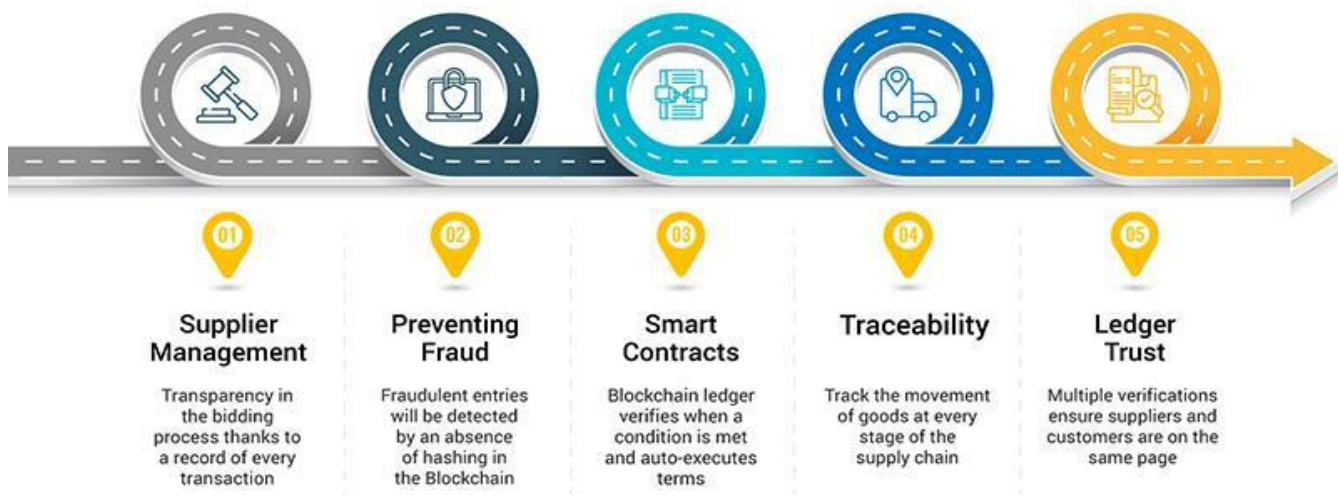 01
Supplier
Management
Transparency in
the bidding
process thanks to
a record of every
transaction
02
Preventing
Fraud
Fraudulent entries
will be detected
by an absence
of hashing in
the Blockchain
03
Smart
Contracts
Blockchain ledger
verifies when a
condition is met
and auto-executes
terms
04
Traceability
Track the movement
of goods at every
stage of the
supply chain
05
Ledger
Trust
Multiple verifications
ensure suppliers and
customers are on the
same page